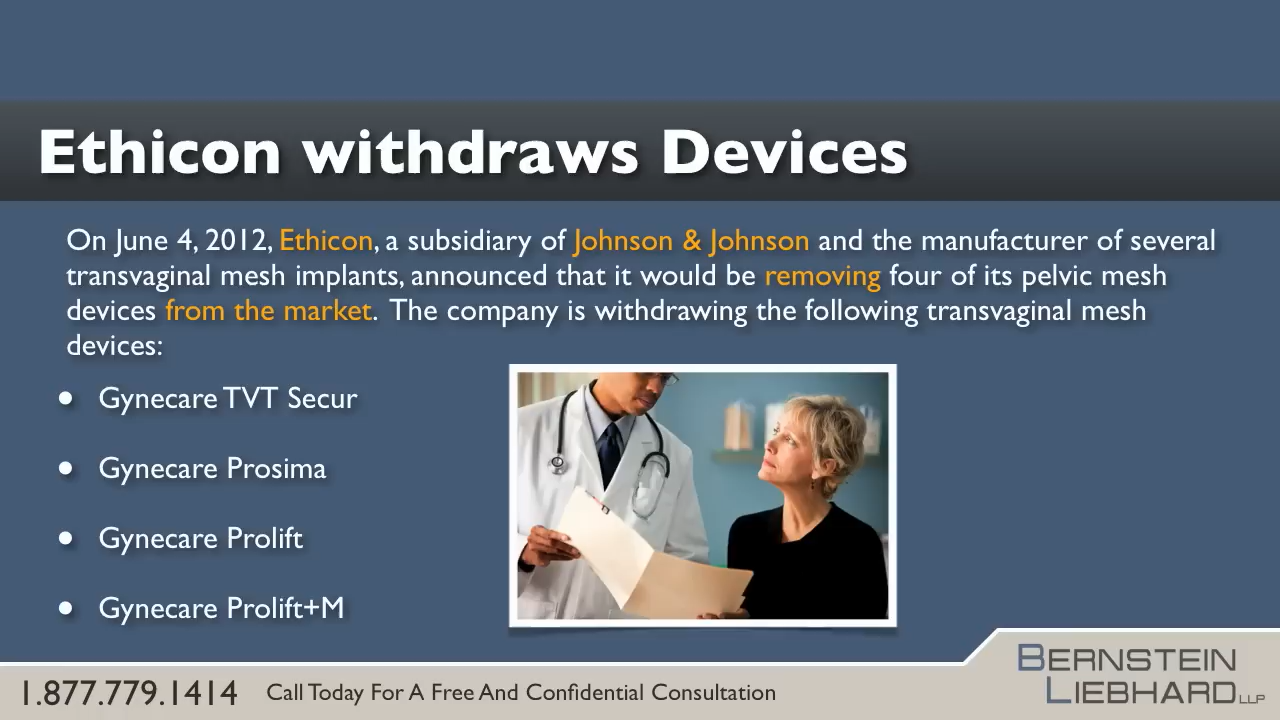 Ethicon withdraws Devices
On June 4, 2012, Ethicon, a subsidiary of Johnson & Johnson and the manufacturer of several
transvaginal mesh implants, announced that it would be removing four of its pelvic mesh
devices from the market. The company is withdrawing the following transvaginal mesh
devices:
• Gynecare TVT Secur
• Gynecare Prosima
• Gynecare Prolift
• Gynecare Prolift+M
1.877.779.1414 Call Today For A Free And Confidential Consultation
BERNSTEIN
LIEBHARD LLP